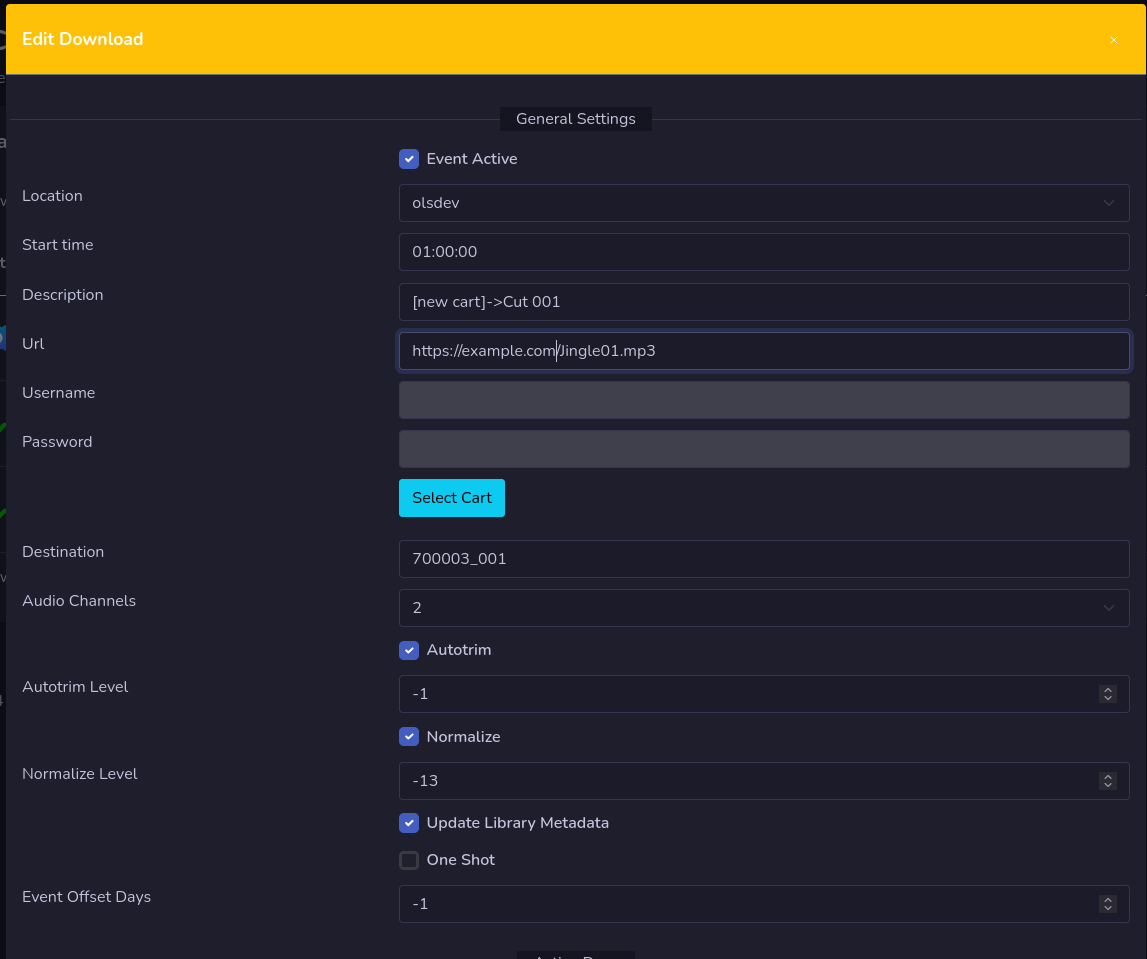 Edit Download
×
General Settings
Event Active
Location
olsdev
Start time
01:00:00
Description
[new cart]->Cut 001
Url
https://example.com/Jingle01.mp3
Username
Password
Select Cart
Destination
700003_001
Audio Channels
2
Autotrim
Autotrim Level
-1
Normalize
Normalize Level
-13
Update Library Metadata
One Shot
Event Offset Days
-1